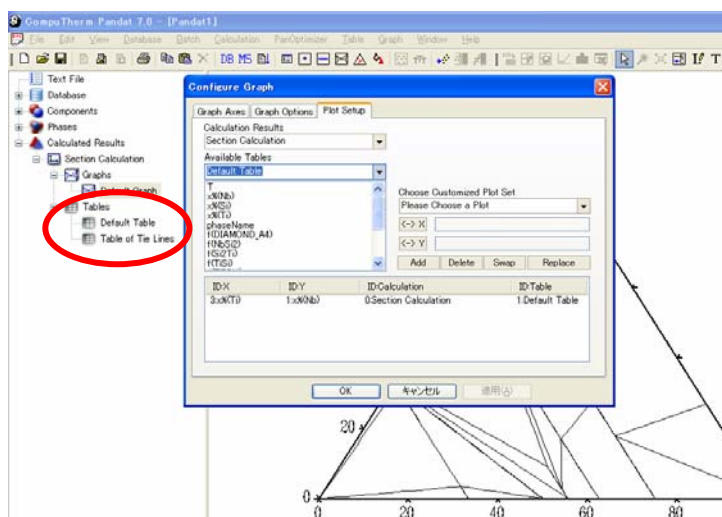 CompuTherm Pandat 7.0 - [Pandat1]
File Edit View Database Batch Calculation PanOptimizer Table Graph Window Help
DB MS
Text File
Database
Components
Phases
Calculated Results
Section Calculation
Graphs
Default Graph
Tables
Default Table
Table of Tie Lines
Configure Graph
Graph Axes Graph Options Plot Setup
Calculation Results
Section Calculation
Available Tables
Default Table
T
x%(Nb)
x%(Si)
x%(Ti)
phaseName
f(DIAMOND_A4)
f(NbSi2)
f(Si2Ti)
f(TiSi)
Choose Customized Plot Set
Please Choose a Plot
<-> X
<-> Y
Add Delete Swap Replace
ID:X ID:Y ID:Calculation ID:Table
3:x%(Ti) 1:x%(Nb) 0:Section Calculation 1:Default Table
OK キャンセル 適用(A)
20
0
0 20 40 60 80